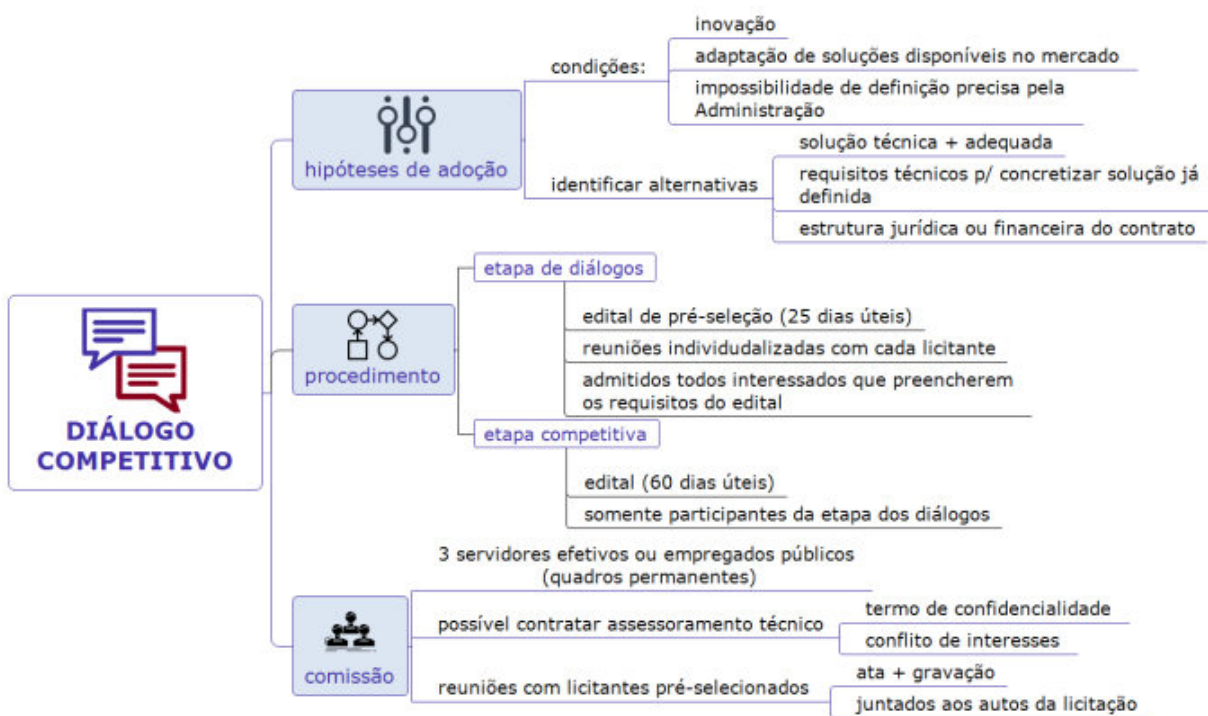 DIÁLOGO
COMPETITIVO
hipóteses de adoção
condições:
inovação
adaptação de soluções disponíveis no mercado
impossibilidade de definição precisa pela
Administração
identificar alternativas
solução técnica + adequada
requisitos técnicos p/ concretizar solução já
definida
estrutura jurídica ou financeira do contrato
procedimento
etapa de diálogos
edital de pré-seleção (25 dias úteis)
reuniões individudalizadas com cada licitante
admitidos todos interessados que preencherem
os requisitos do edital
etapa competitiva
edital (60 dias úteis)
somente participantes da etapa dos diálogos
comissão
3 servidores efetivos ou empregados públicos
(quadros permanentes)
possível contratar assessoramento técnico
termo de confidencialidade
conflito de interesses
reuniões com licitantes pré-selecionados
ata + gravação
juntados aos autos da licitação